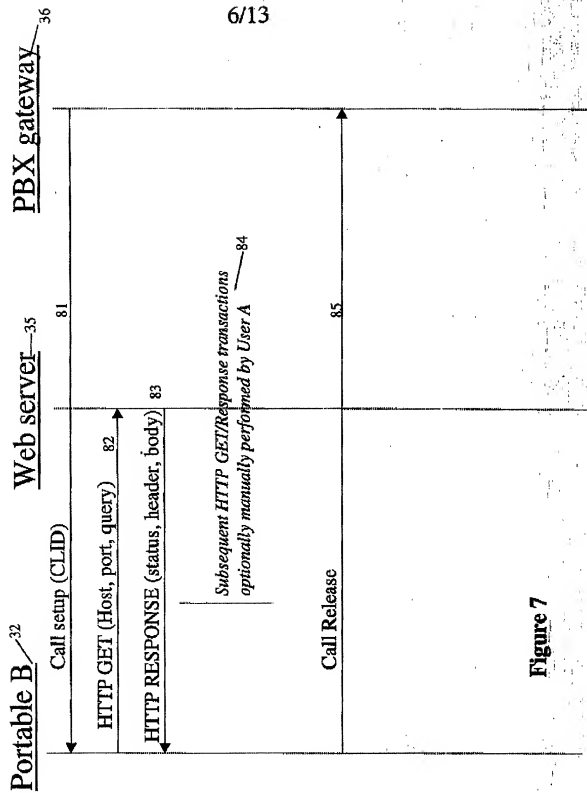 6/13
Portable B 32
Web server 35
PBX gateway 36
Call setup (CLID) 81
HTTP GET (Host, port, query) 82
HTTP RESPONSE (status, header, body) 83
Subsequent HTTP GET/Response transactions
optionally manually performed by User A 84
Call Release 85
Figure 7